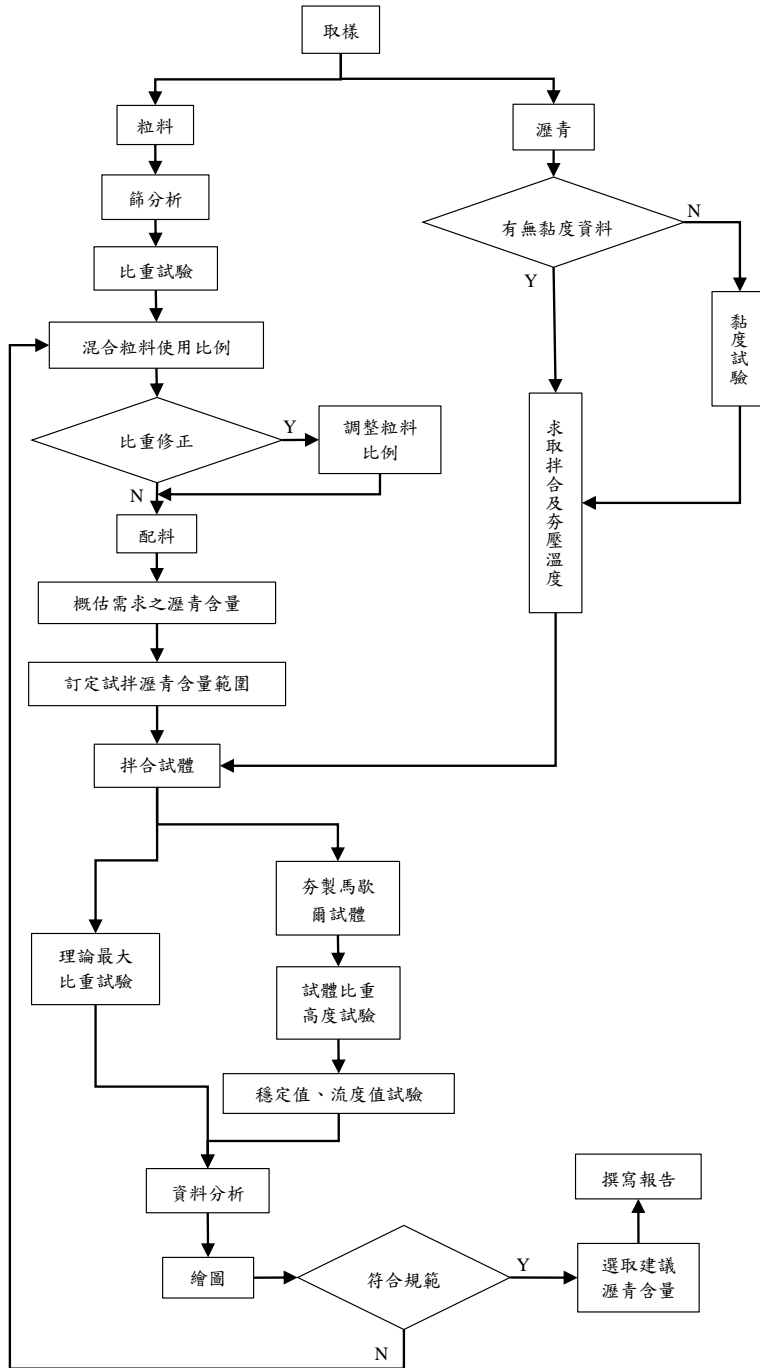 取樣
粒料
瀝青
篩分析
有無黏度資料
N
Y
比重試驗
黏度試驗
混合粒料使用比例
比重修正
Y
調整粒料
比例
N
求取拌合及夯壓溫度
配料
概估需求之瀝青含量
訂定試拌瀝青含量範圍
拌合試體
夯製馬歇
爾試體
理論最大
比重試驗
試體比重
高度試驗
穩定值、流度值試驗
資料分析
撰寫報告
繪圖
符合規範
Y
選取建議
瀝青含量
N